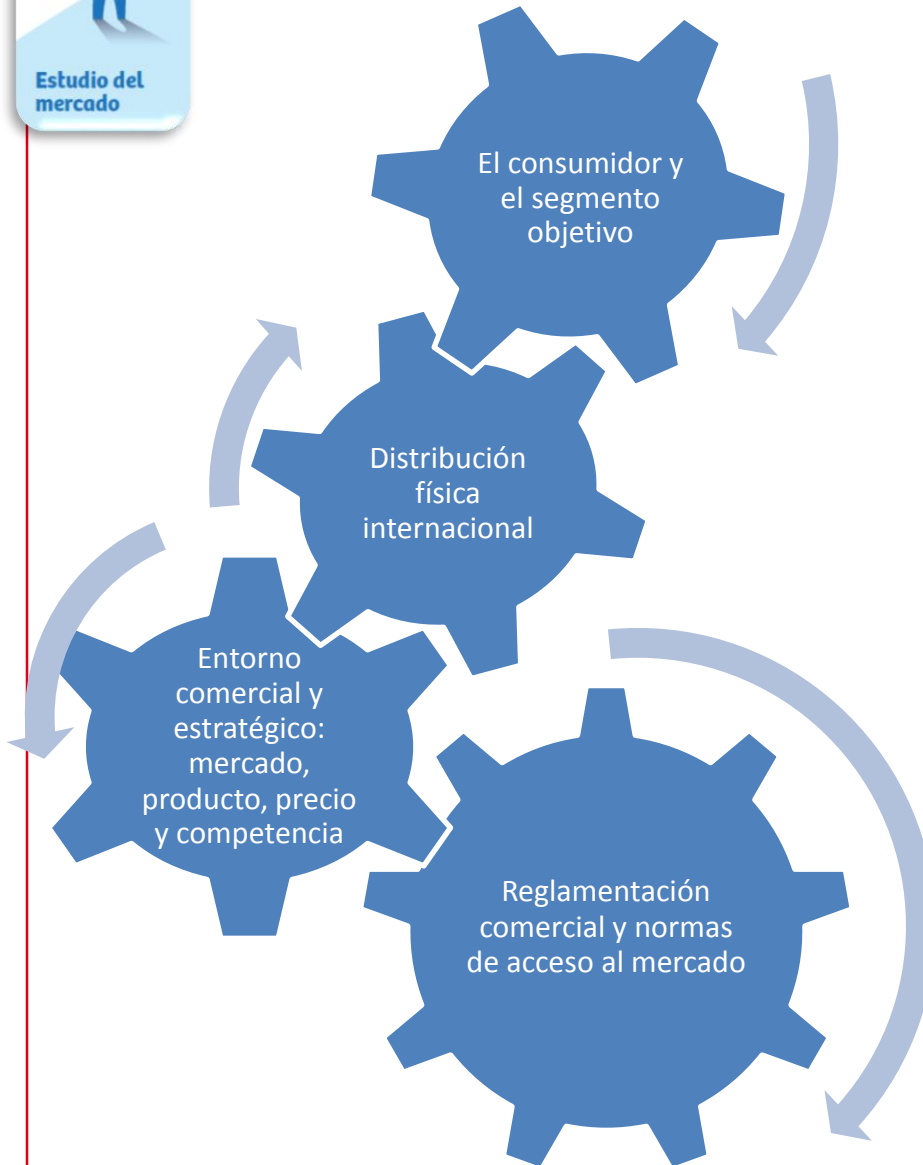 Estudio del
mercado
El consumidor y
el segmento
objetivo
Distribución
física
internacional
Entorno
comercial y
estratégico:
mercado,
producto, precio
y competencia
Reglamentación
comercial y normas
de acceso al mercado